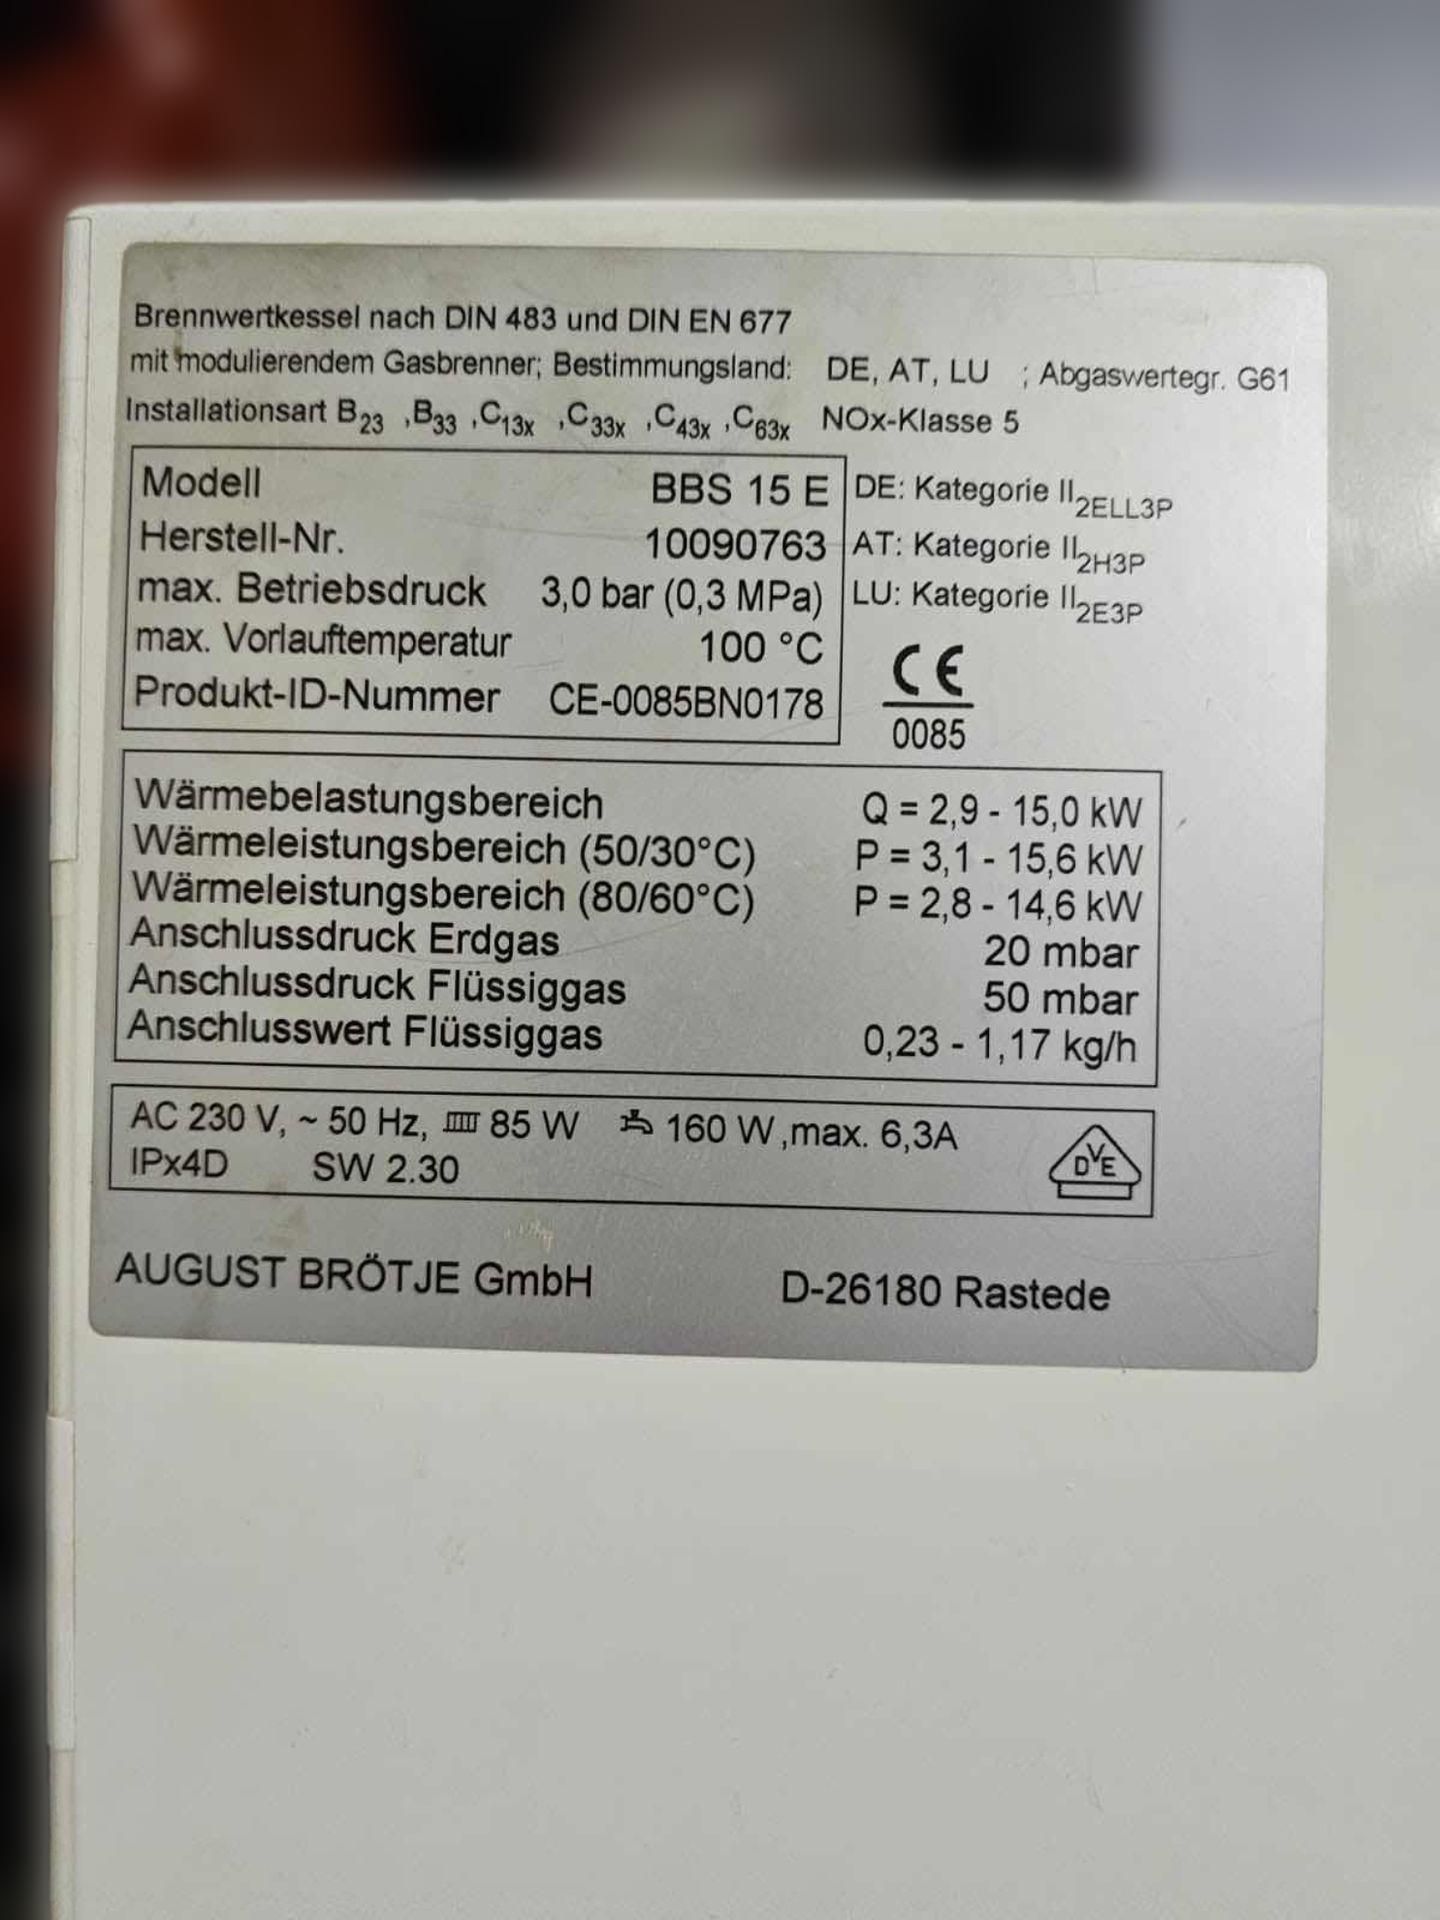 Brennwertkessel nach DIN 483 und DIN EN 677
mit modulierendem Gasbrenner; Bestimmungsland: DE, AT, LU ; Abgaswertegr. G61
Installationsart B23 ,B33 ,C13x ,C33x ,C43x ,C63x NOx-Klasse 5
Modell BBS 15 E DE: Kategorie II2ELL3P
Herstell-Nr. 10090763 AT: Kategorie II2H3P
max. Betriebsdruck 3,0 bar (0,3 MPa) LU: Kategorie II2E3P
max. Vorlauftemperatur 100 °C CE
Produkt-ID-Nummer CE-0085BN0178 0085
Wärmebelastungsbereich Q = 2,9 - 15,0 kW
Wärmeleistungsbereich (50/30°C) P = 3,1 - 15,6 kW
Wärmeleistungsbereich (80/60°C) P = 2,8 - 14,6 kW
Anschlussdruck Erdgas 20 mbar
Anschlussdruck Flüssiggas 50 mbar
Anschlusswert Flüssiggas 0,23 - 1,17 kg/h
AC 230 V, ~ 50 Hz, 85 W 160 W ,max. 6,3A
IPx4D SW 2.30 DVE
AUGUST BRÖTJE GmbH D-26180 Rastede